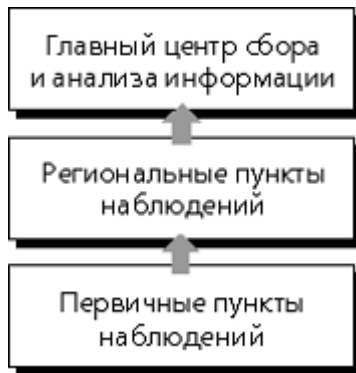 Главный центр сбора
и анализа информации
Региональные пункты
наблюдений
Первичные пункты
наблюдений